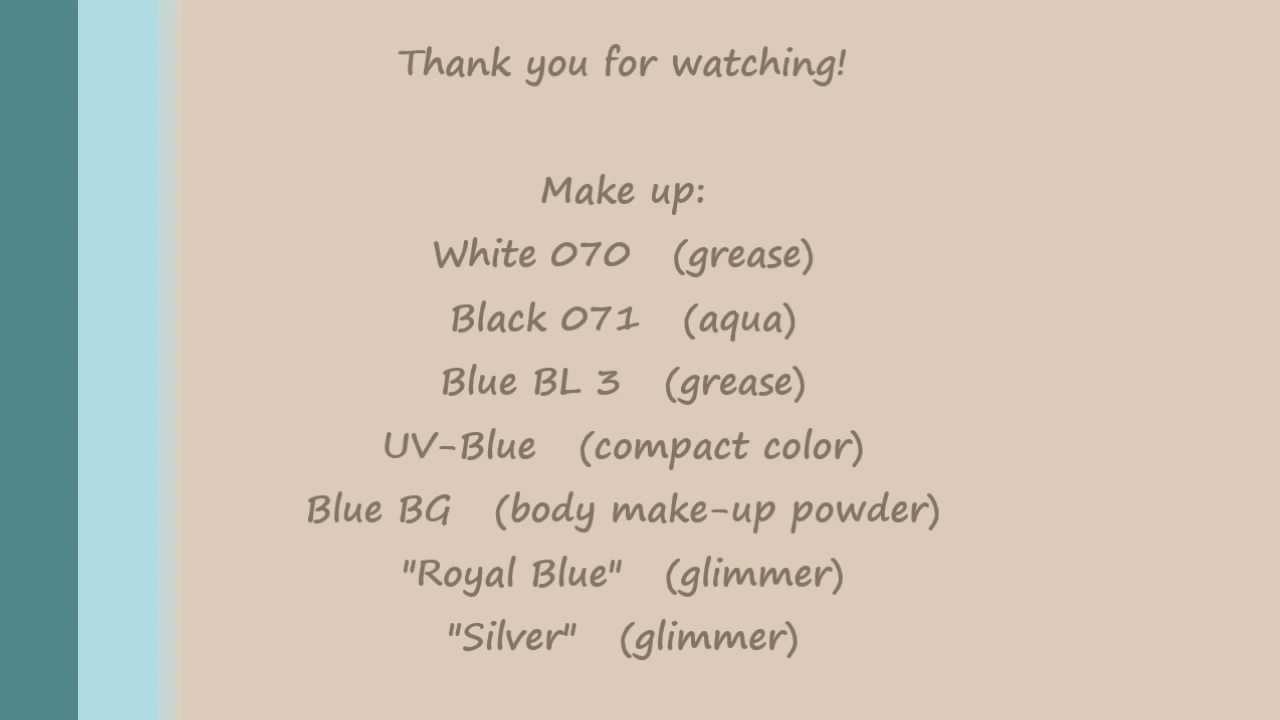 Thank you for watching!
Make up:
White 070 (grease)
Black 071 (aqua)
Blue BL 3 (grease)
UV-Blue (compact color)
Blue BG (body make-up powder)
"Royal Blue" (glimmer)
"Silver" (glimmer)